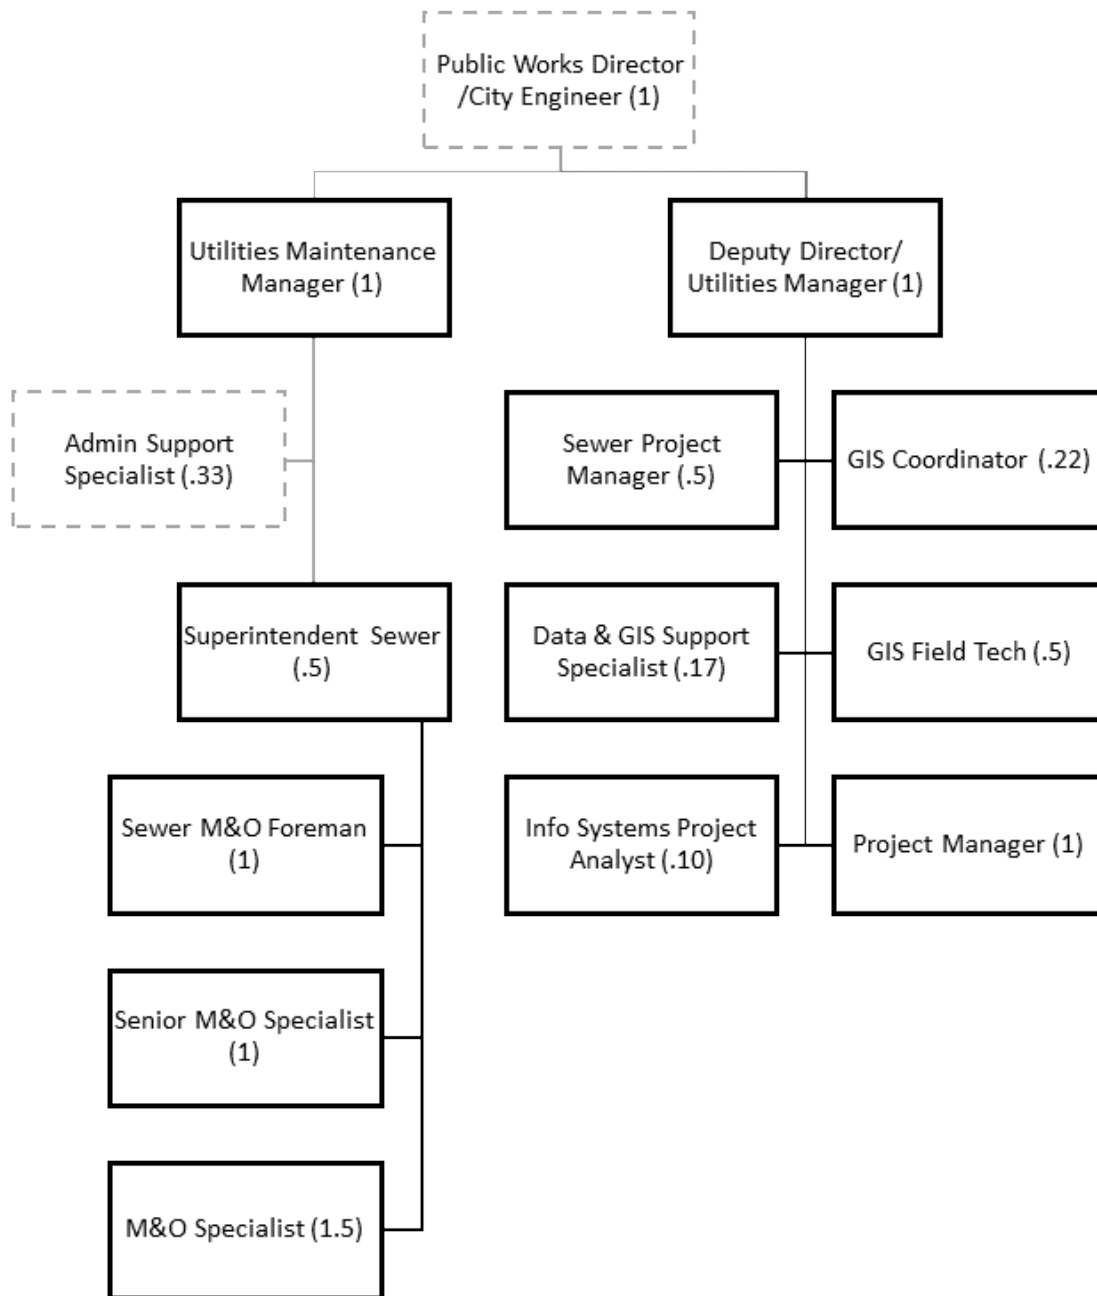 Public Works Director
/City Engineer (1)
Utilities Maintenance
Manager (1)
Deputy Director/
Utilities Manager (1)
Admin Support
Specialist (.33)
Sewer Project
Manager (.5)
GIS Coordinator (.22)
Superintendent Sewer
(.5)
Data & GIS Support
Specialist (.17)
GIS Field Tech (.5)
Sewer M&O Foreman
(1)
Info Systems Project
Analyst (.10)
Project Manager (1)
Senior M&O Specialist
(1)
M&O Specialist (1.5)